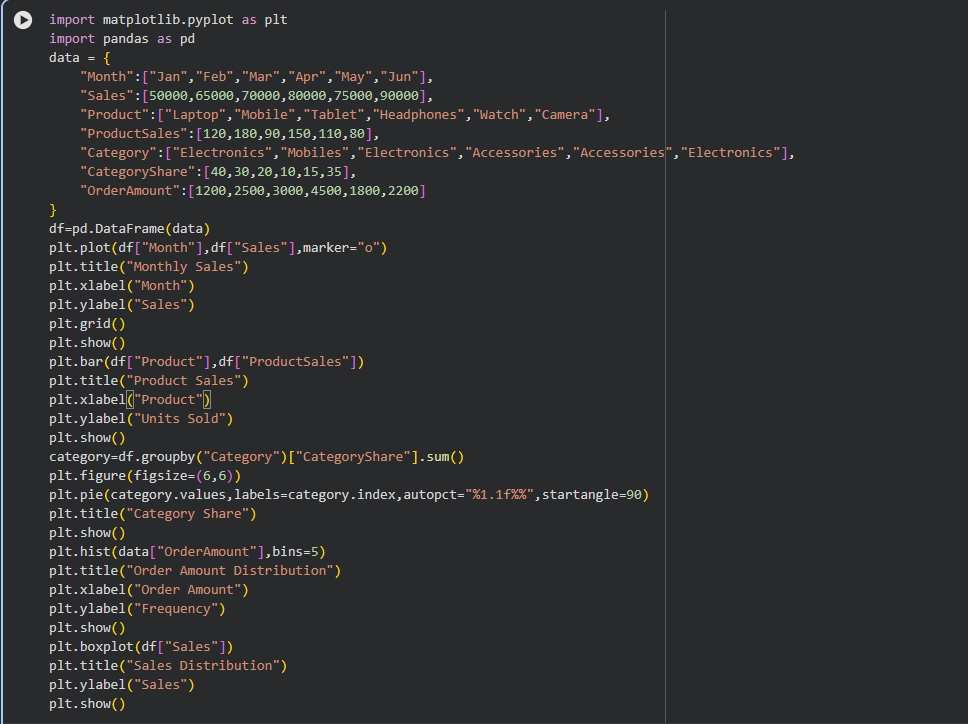 import matplotlib.pyplot as plt
import pandas as pd
data = {
    "Month":["Jan","Feb","Mar","Apr","May","Jun"],
    "Sales":[50000,65000,70000,80000,75000,90000],
    "Product":["Laptop","Mobile","Tablet","Headphones","Watch","Camera"],
    "ProductSales":[120,180,90,150,110,80],
    "Category":["Electronics","Mobiles","Electronics","Accessories","Accessories","Electronics"],
    "CategoryShare":[40,30,20,10,15,35],
    "OrderAmount":[1200,2500,3000,4500,1800,2200]
}
df=pd.DataFrame(data)
plt.plot(df["Month"],df["Sales"],marker="o")
plt.title("Monthly Sales")
plt.xlabel("Month")
plt.ylabel("Sales")
plt.grid()
plt.show()
plt.bar(df["Product"],df["ProductSales"])
plt.title("Product Sales")
plt.xlabel("Product")
plt.ylabel("Units Sold")
plt.show()
category=df.groupby("Category")["CategoryShare"].sum()
plt.figure(figsize=(6,6))
plt.pie(category.values,labels=category.index,autopct="%1.1f%%",startangle=90)
plt.title("Category Share")
plt.show()
plt.hist(data["OrderAmount"],bins=5)
plt.title("Order Amount Distribution")
plt.xlabel("Order Amount")
plt.ylabel("Frequency")
plt.show()
plt.boxplot(df["Sales"])
plt.title("Sales Distribution")
plt.ylabel("Sales")
plt.show()